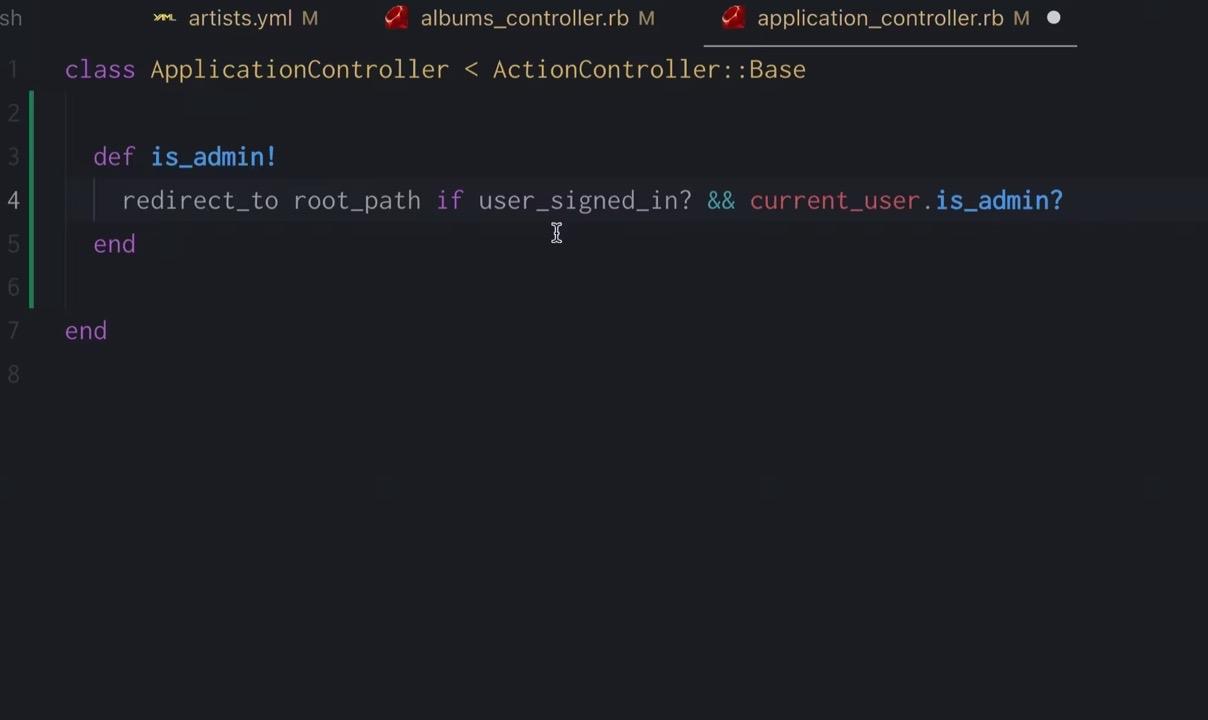 sh artists.yml M albums_controller.rb M application_controller.rb M
1 class ApplicationController < ActionController::Base
2
3 def is_admin!
4 redirect_to root_path if user_signed_in? && current_user.is_admin?
5 end
6
7 end
8